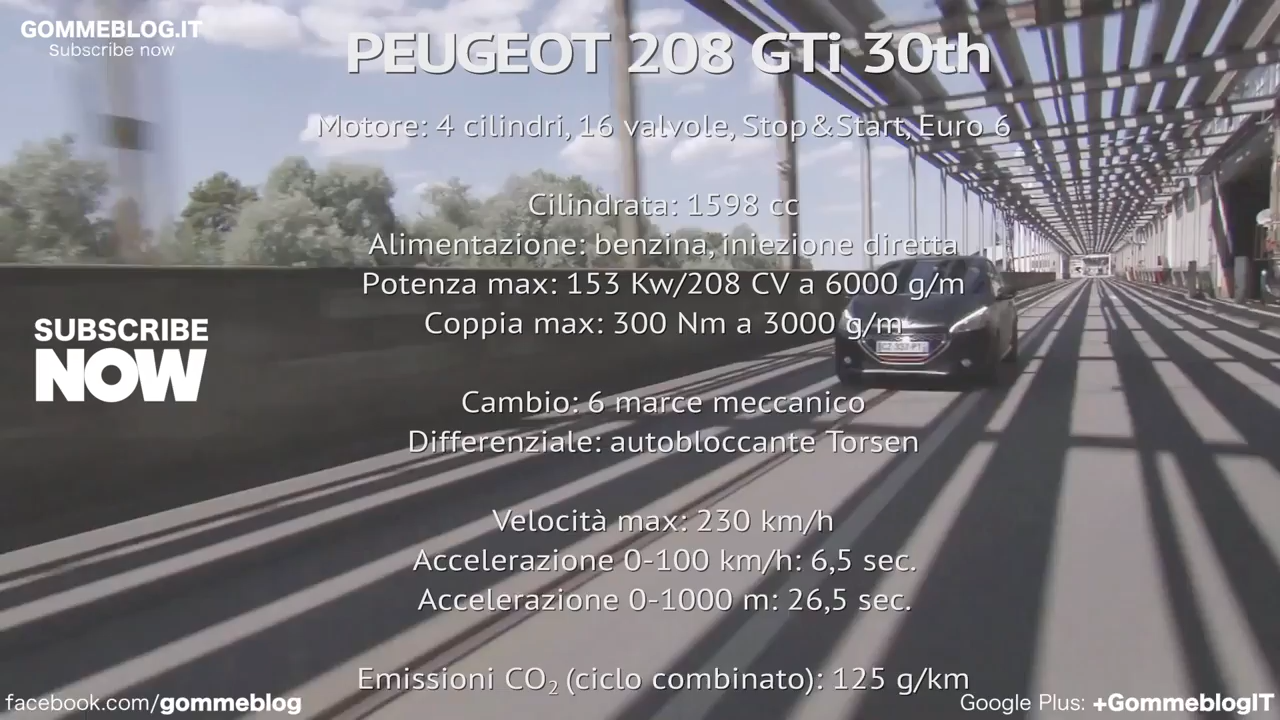 GOMMEBLOG.IT
Subscribe now
PEUGEOT 208 GTi 30th
Motore: 4 cilindri, 16 valvole, Stop&Start, Euro 6
Cilindrata: 1598 cc
Alimentazione: benzina, iniezione diretta
Potenza max: 153 Kw/208 CV a 6000 g/m
Coppia max: 300 Nm a 3000 g/m
SUBSCRIBE
NOW
Cambio: 6 marce meccanico
Differenziale: autobloccante Torsen
Velocità max: 230 km/h
Accelerazione 0-100 km/h: 6,5 sec.
Accelerazione 0-1000 m: 26,5 sec.
Emissioni CO₂ (ciclo combinato): 125 g/km
facebook.com/gommeblog
Google Plus: +GommeblogIT